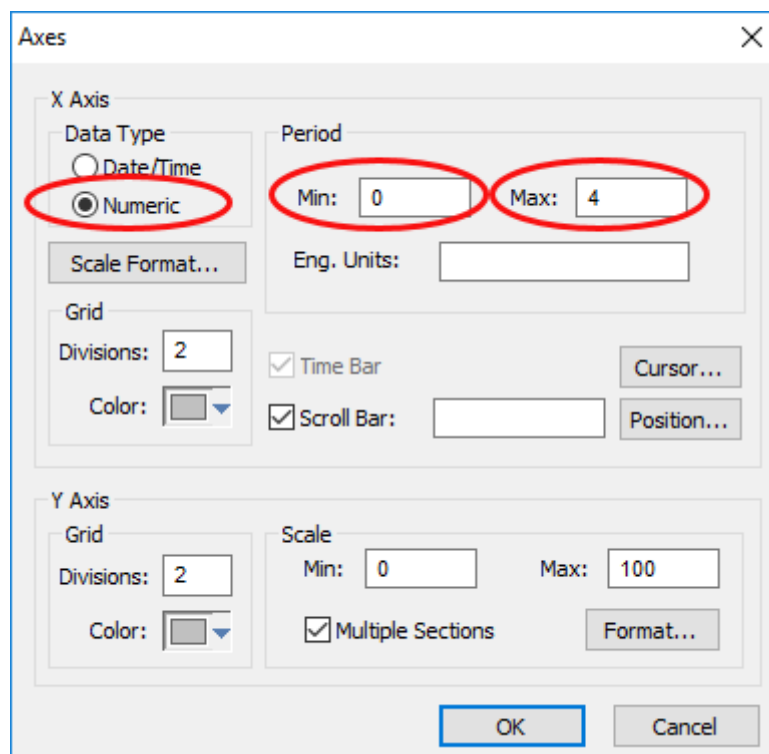 Axes
X Axis
Data Type
Period
Date/Time
Numeric
Min: 0
Max: 4
Scale Format...
Eng. Units:
Grid
Divisions: 2
Time Bar
Cursor...
Color:
Scroll Bar:
Position...
Y Axis
Grid
Scale
Divisions: 2
Min: 0
Max: 100
Color:
Multiple Sections
Format...
OK
Cancel